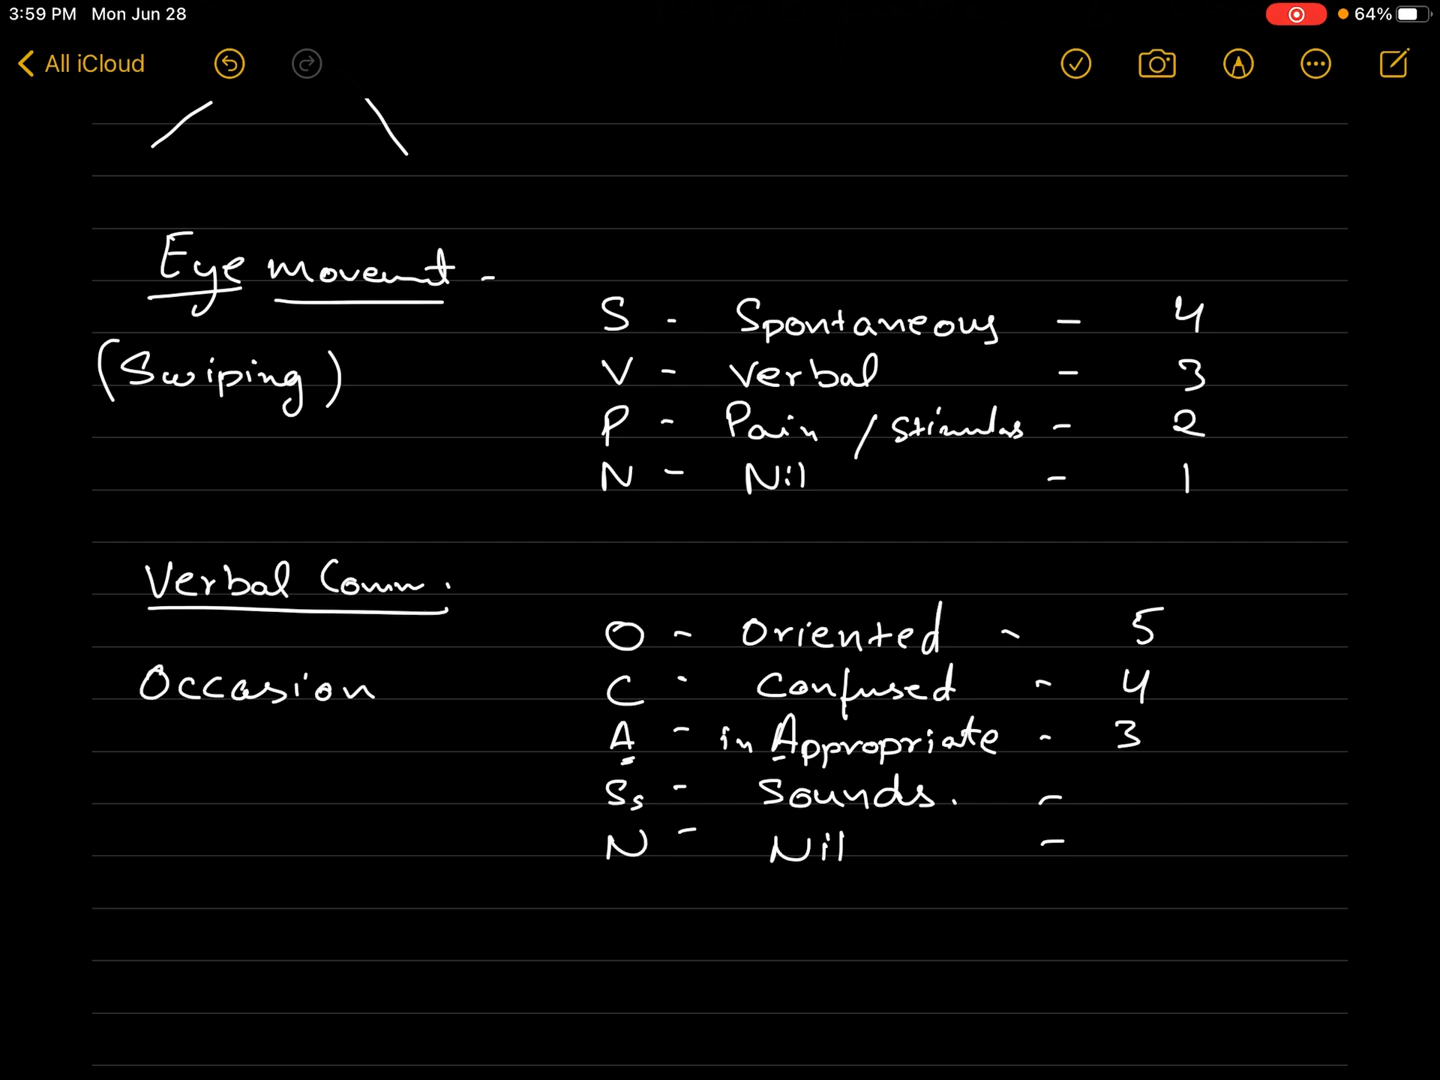 3:59 PM Mon Jun 28 64%
All iCloud
Eye movemnt -
(Swiping)
S - Spontaneous - 4
V - Verbal - 3
P - Pain / stimulus - 2
N - Nil - 1
Verbal Comm.
Occasion
O - Oriented - 5
C - Confused - 4
A - in Appropriate - 3
Ss - Sounds. -
N - Nil -